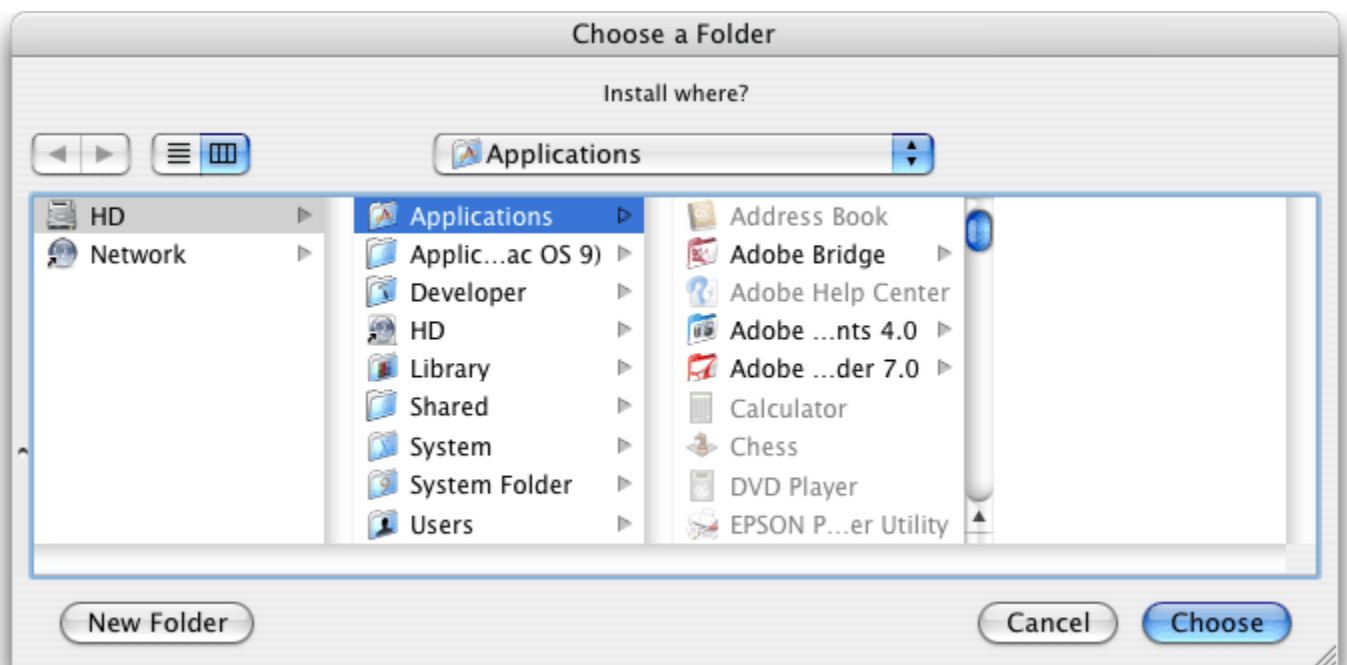 Choose a Folder
Install where?
Applications
HD
Network
Applications
Applic...ac OS 9)
Developer
HD
Library
Shared
System
System Folder
Users
Address Book
Adobe Bridge
Adobe Help Center
Adobe ...nts 4.0
Adobe ...der 7.0
Calculator
Chess
DVD Player
EPSON P...er Utility
New Folder
Cancel
Choose